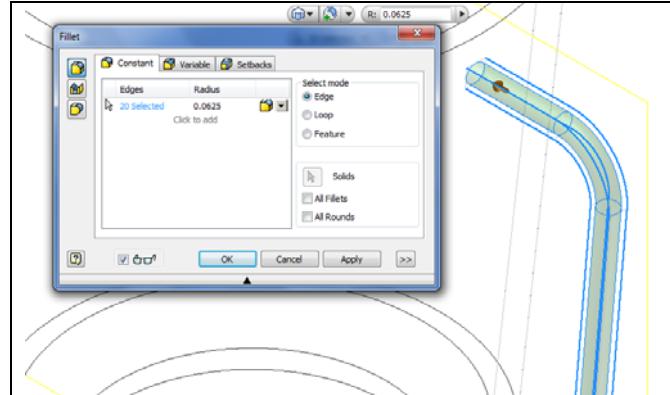 R: 0.0625
Fillet
Constant Variable Setbacks
Edges Radius
20 Selected 0.0625
Click to add
Select mode
Edge
Loop
Feature
Solids
All Fillets
All Rounds
OK Cancel Apply >>